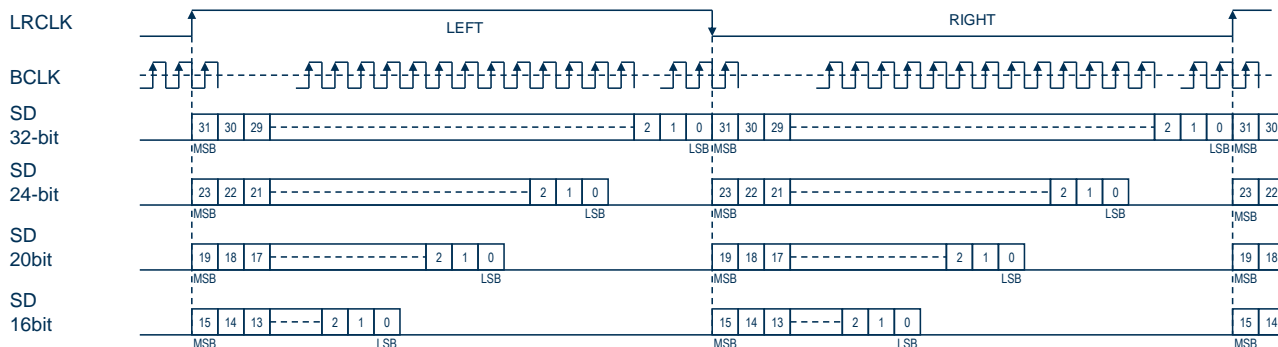 LRCLK
LEFT
RIGHT
BCLK
SD
32-bit
31 30 29 2 1 0 31 30 29 2 1 0 31 30
MSB LSB MSB LSB MSB
SD
24-bit
23 22 21 2 1 0 23 22 21 2 1 0 23 22
MSB LSB MSB LSB MSB
SD
20bit
19 18 17 2 1 0 19 18 17 2 1 0 19 18
MSB LSB MSB LSB MSB
SD
16bit
15 14 13 2 1 0 15 14 13 2 1 0 15 14
MSB LSB MSB LSB MSB